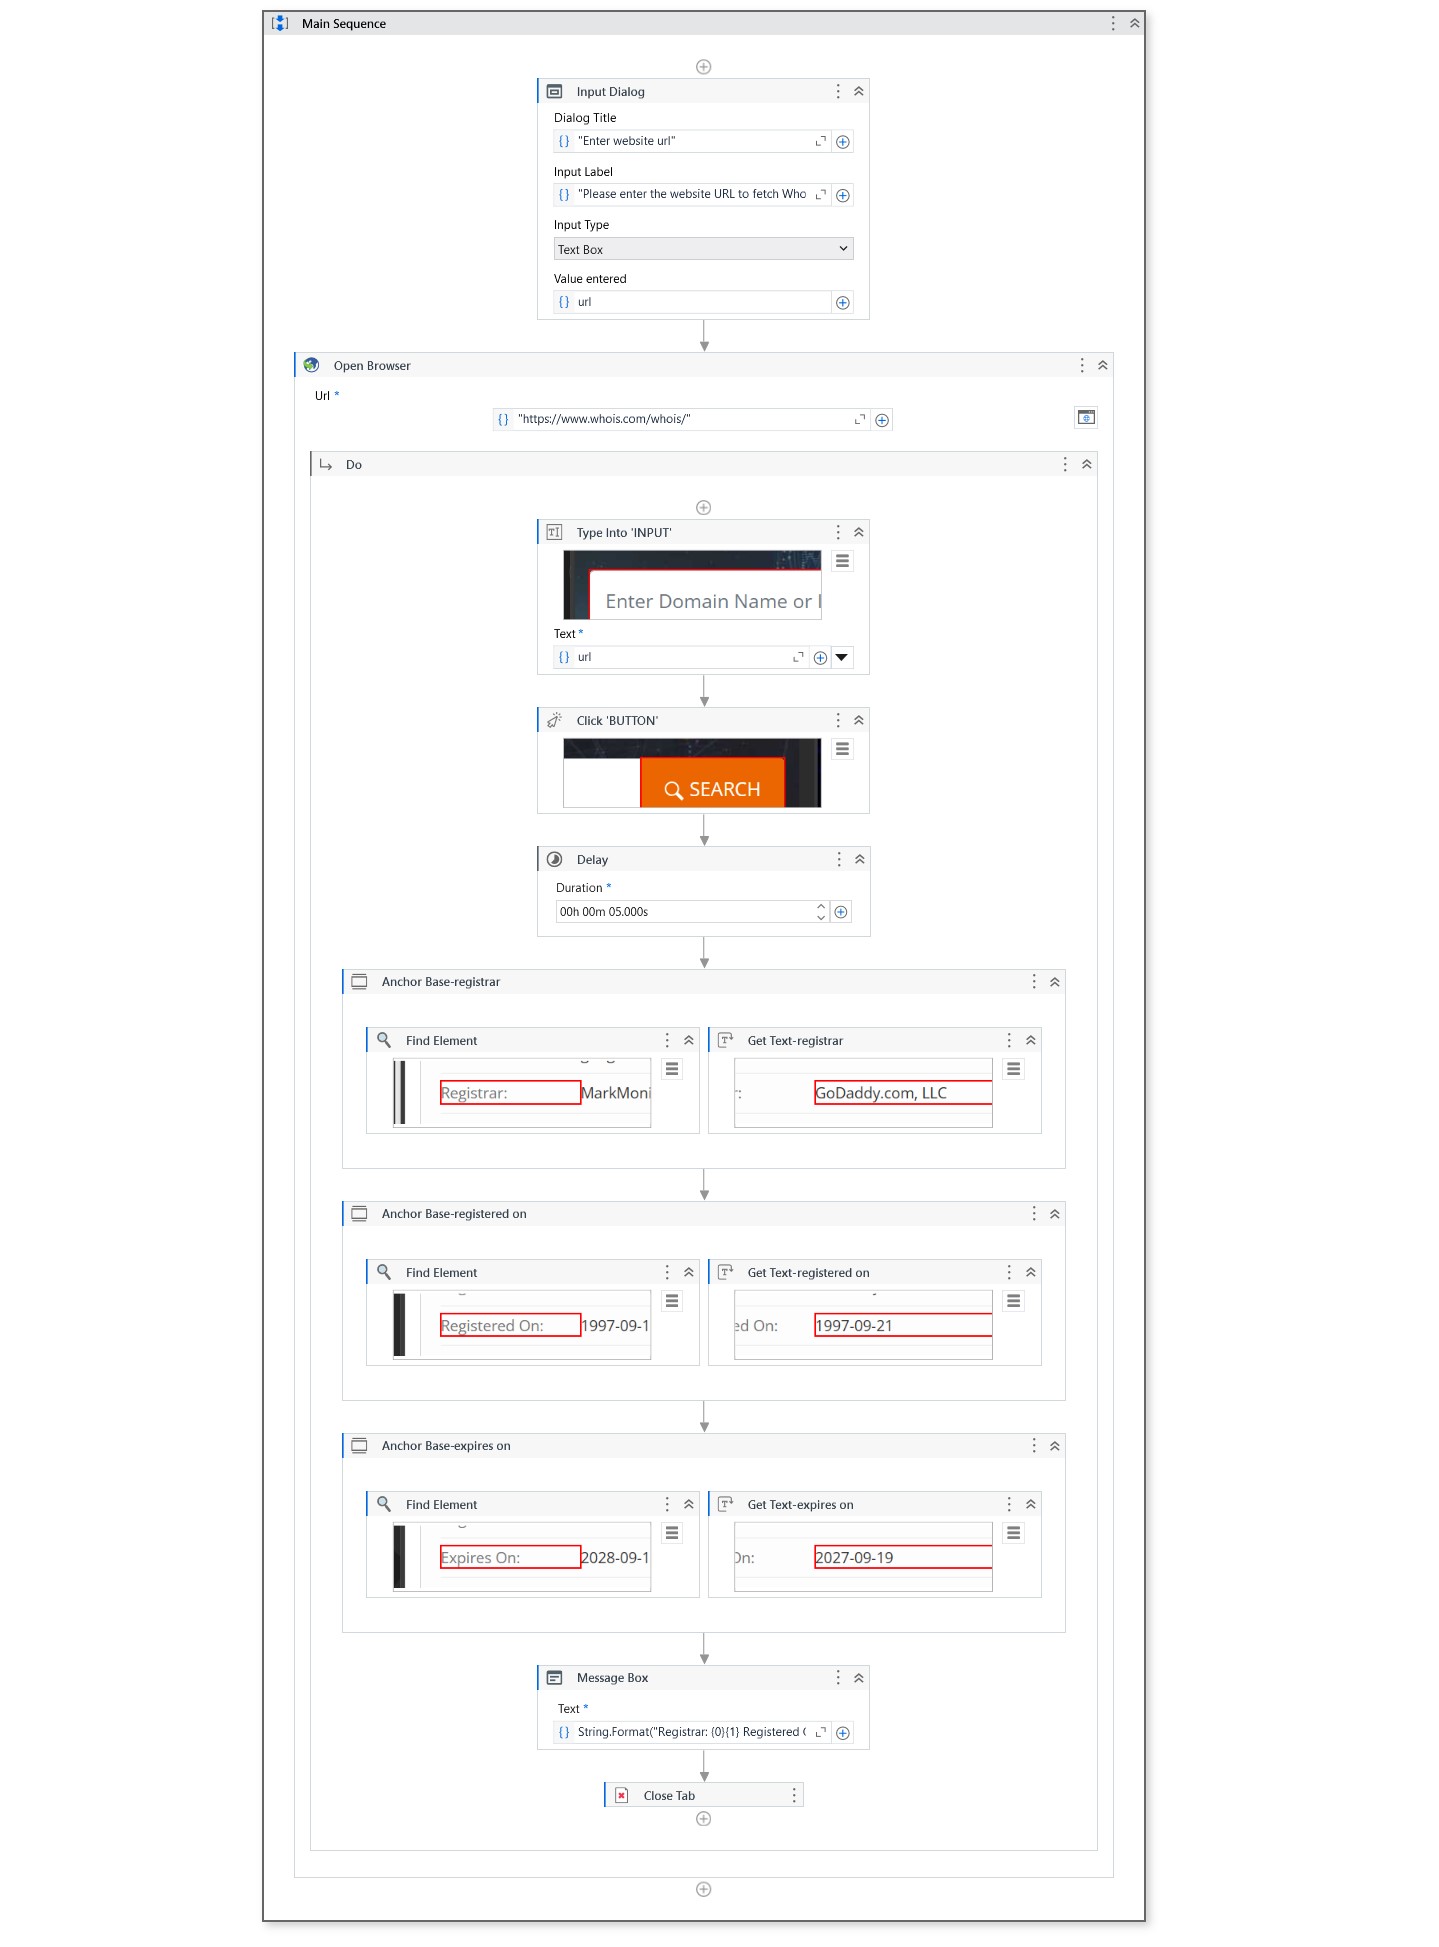 Main Sequence
Input Dialog
Dialog Title
"Enter website url"
Input Label
"Please enter the website URL to fetch Who
Input Type
Text Box
Value entered
url
Open Browser
Url *
"https://www.whois.com/whois/"
Do
Type Into 'INPUT'
Enter Domain Name or
Text *
url
Click 'BUTTON'
SEARCH
Delay
Duration *
00h 00m 05.000s
Anchor Base-registrar
Find Element
Get Text-registrar
Registrar: MarkMoni
r: GoDaddy.com, LLC
Anchor Base-registered on
Find Element
Get Text-registered on
Registered On: 1997-09-1
ed On: 1997-09-21
Anchor Base-expires on
Find Element
Get Text-expires on
Expires On: 2028-09-1
On: 2027-09-19
Message Box
Text *
String.Format("Registrar: {0}{1} Registered
Close Tab